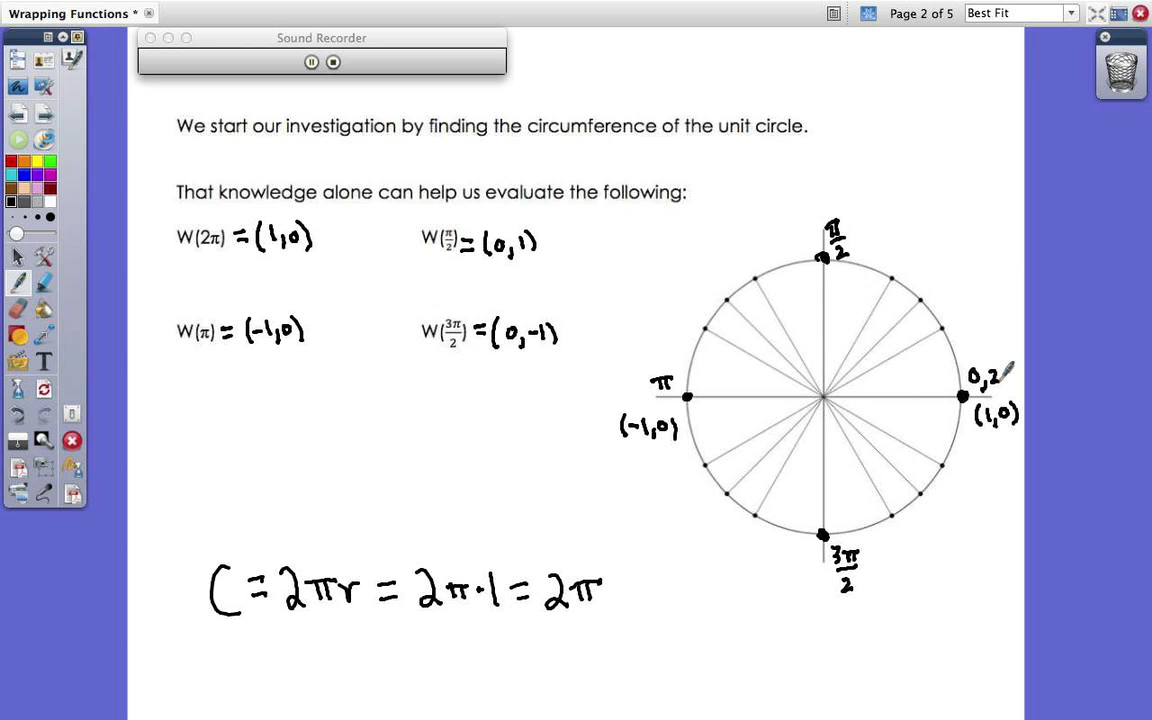 Wrapping Functions *
Page 2 of 5
Best Fit
Sound Recorder
We start our investigation by finding the circumference of the unit circle.
That knowledge alone can help us evaluate the following:
W(2π) = (1,0)
W(π/2) = (0,1)
W(π) = (-1,0)
W(3π/2) = (0,-1)
π/2
π
(-1,0)
0,2
(1,0)
3π/2
C = 2πr = 2π·1 = 2π
T